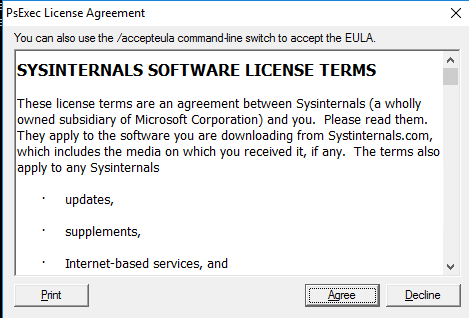 PsExec License Agreement
You can also use the /accepteula command-line switch to accept the EULA.
SYSINTERNALS SOFTWARE LICENSE TERMS
These license terms are an agreement between Sysinternals (a wholly
owned subsidiary of Microsoft Corporation) and you. Please read them.
They apply to the software you are downloading from Systinternals.com,
which includes the media on which you received it, if any. The terms also
apply to any Sysinternals
· updates,
· supplements,
· Internet-based services, and
Print Agree Decline